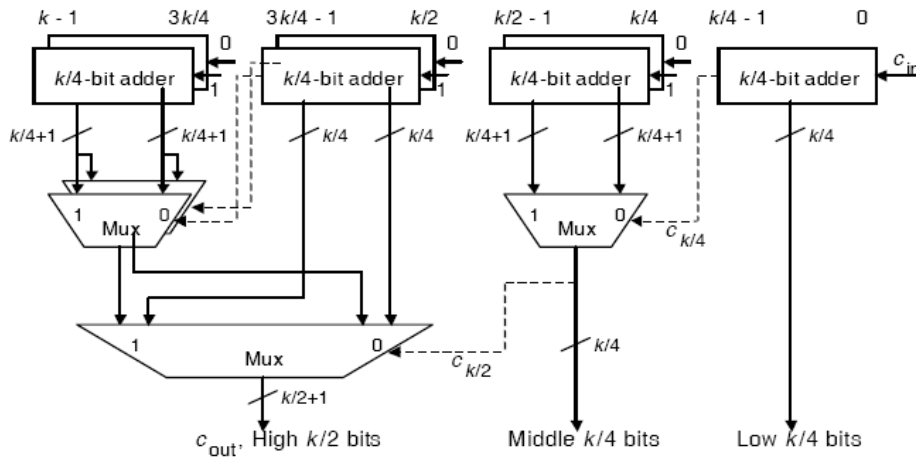 k - 1 3k/4 3k/4 - 1 k/2 k/2 - 1 k/4 k/4 - 1 0
0 0 0
k/4-bit adder k/4-bit adder k/4-bit adder k/4-bit adder c_in
1 1 1
k/4+1 k/4+1 k/4 k/4 k/4+1 k/4+1 k/4
1 0 1 0
Mux Mux c_k/4
1 0
Mux c_k/2 k/4
k/2+1
c_out, High k/2 bits Middle k/4 bits Low k/4 bits